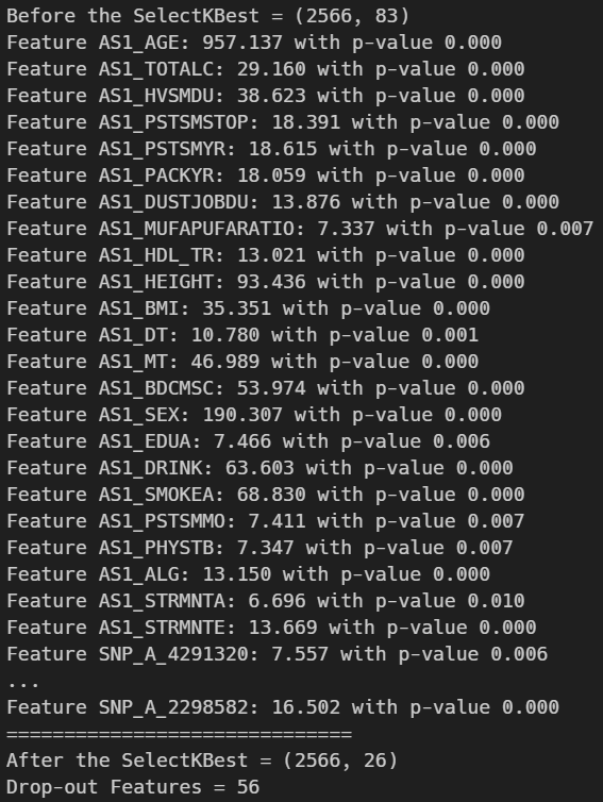 Before the SelectKBest = (2566, 83)
Feature AS1_AGE: 957.137 with p-value 0.000
Feature AS1_TOTALC: 29.160 with p-value 0.000
Feature AS1_HVSMDU: 38.623 with p-value 0.000
Feature AS1_PSTSMSTOP: 18.391 with p-value 0.000
Feature AS1_PSTSMYR: 18.615 with p-value 0.000
Feature AS1_PACKYR: 18.059 with p-value 0.000
Feature AS1_DUSTJOBDU: 13.876 with p-value 0.000
Feature AS1_MUFAPUFARATIO: 7.337 with p-value 0.007
Feature AS1_HDL_TR: 13.021 with p-value 0.000
Feature AS1_HEIGHT: 93.436 with p-value 0.000
Feature AS1_BMI: 35.351 with p-value 0.000
Feature AS1_DT: 10.780 with p-value 0.001
Feature AS1_MT: 46.989 with p-value 0.000
Feature AS1_BDCMSC: 53.974 with p-value 0.000
Feature AS1_SEX: 190.307 with p-value 0.000
Feature AS1_EDUA: 7.466 with p-value 0.006
Feature AS1_DRINK: 63.603 with p-value 0.000
Feature AS1_SMOKEA: 68.830 with p-value 0.000
Feature AS1_PSTSMMO: 7.411 with p-value 0.007
Feature AS1_PHYSTB: 7.347 with p-value 0.007
Feature AS1_ALG: 13.150 with p-value 0.000
Feature AS1_STRMNTA: 6.696 with p-value 0.010
Feature AS1_STRMNTE: 13.669 with p-value 0.000
Feature SNP_A_4291320: 7.557 with p-value 0.006
...
Feature SNP_A_2298582: 16.502 with p-value 0.000
==============================
After the SelectKBest = (2566, 26)
Drop-out Features = 56